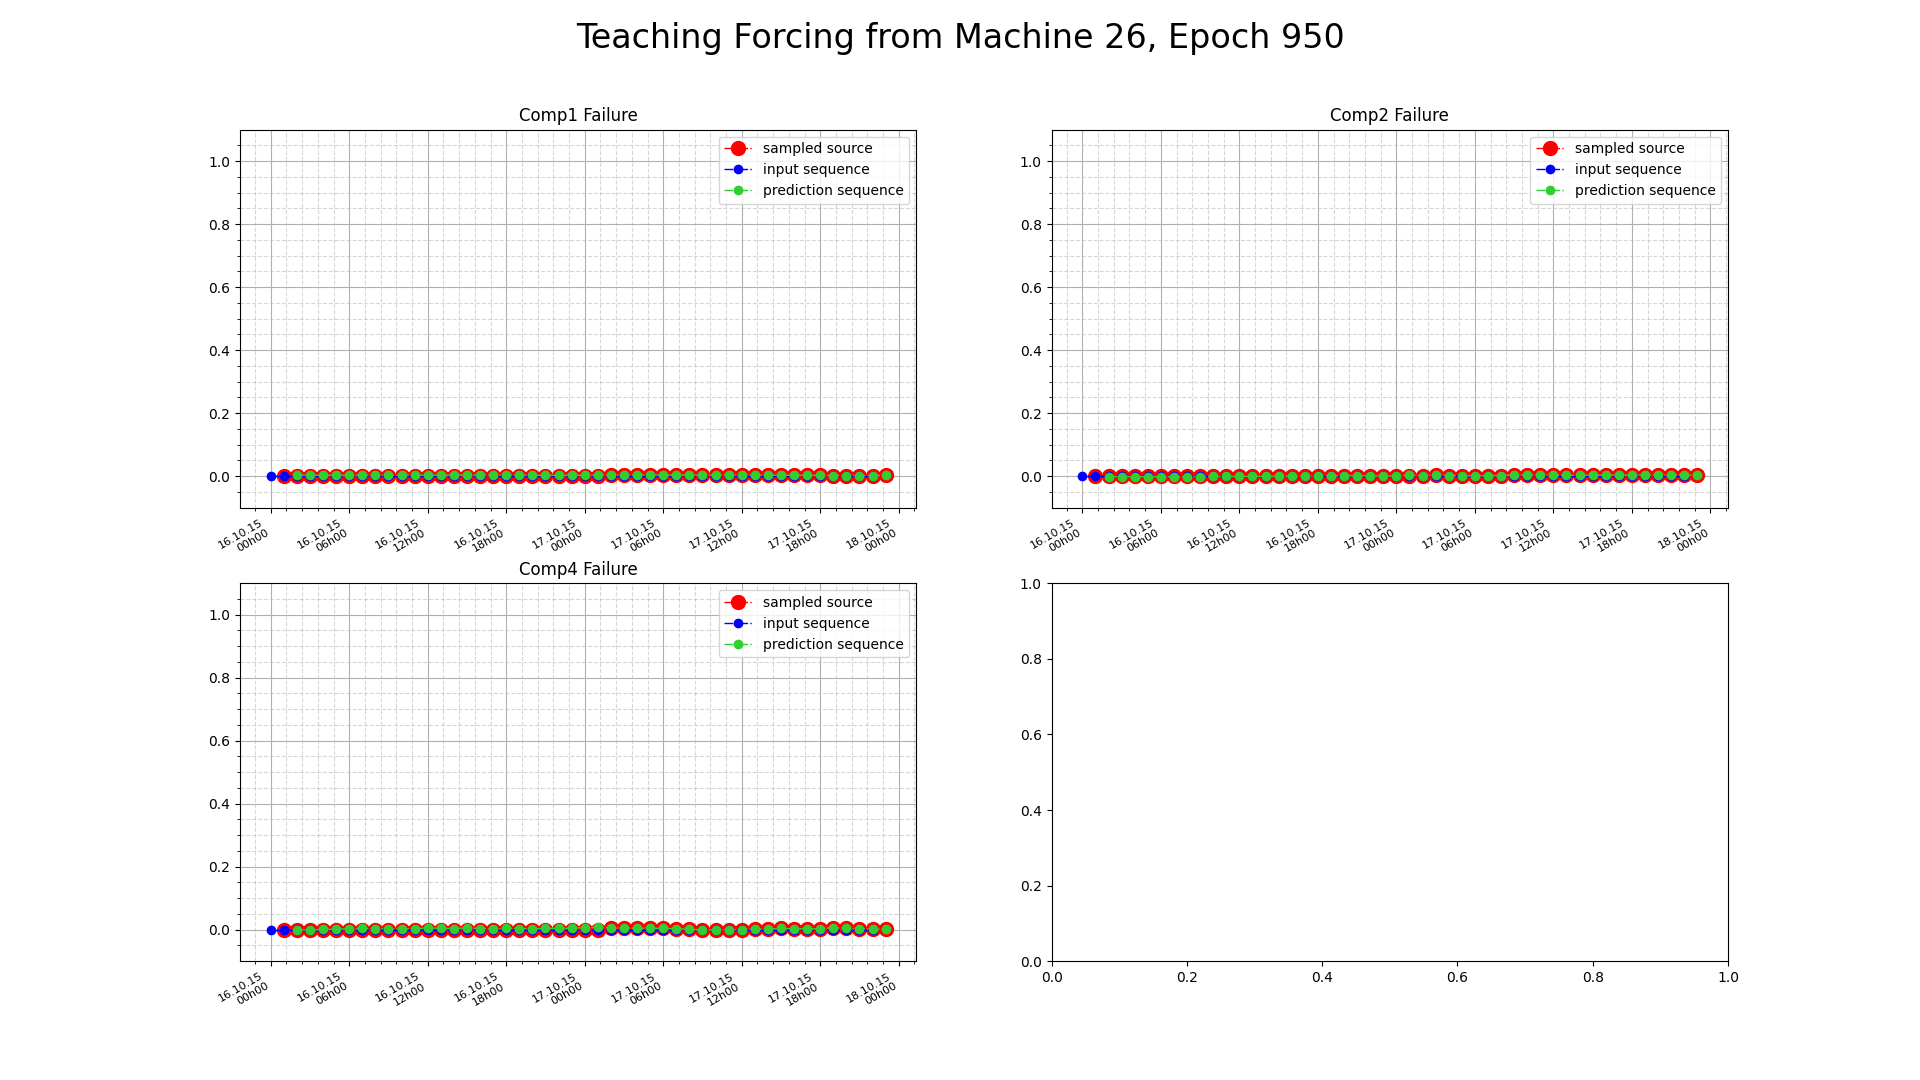 Teaching Forcing from Machine 26, Epoch 950
Comp1 Failure
sampled source
input sequence
prediction sequence
1.0
0.8
0.6
0.4
0.2
0.0
16.10.15
00h00
16.10.15
06h00
16.10.15
12h00
16.10.15
18h00
17.10.15
00h00
17.10.15
06h00
17.10.15
12h00
17.10.15
18h00
18.10.15
00h00
Comp2 Failure
sampled source
input sequence
prediction sequence
1.0
0.8
0.6
0.4
0.2
0.0
16.10.15
00h00
16.10.15
06h00
16.10.15
12h00
16.10.15
18h00
17.10.15
00h00
17.10.15
06h00
17.10.15
12h00
17.10.15
18h00
18.10.15
00h00
Comp4 Failure
sampled source
input sequence
prediction sequence
1.0
0.8
0.6
0.4
0.2
0.0
16.10.15
00h00
16.10.15
06h00
16.10.15
12h00
16.10.15
18h00
17.10.15
00h00
17.10.15
06h00
17.10.15
12h00
17.10.15
18h00
18.10.15
00h00
1.0
0.8
0.6
0.4
0.2
0.0
0.0 0.2 0.4 0.6 0.8 1.0